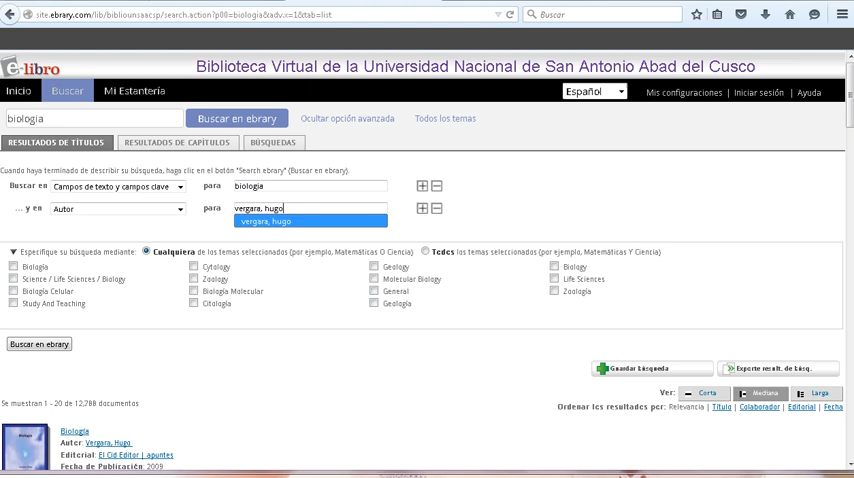 site.ebrary.com/lib/bibliounsaacsp/search.action?p00=biologia&adv.x=1&tab=list
Buscar
e-libro
Biblioteca Virtual de la Universidad Nacional de San Antonio Abad del Cusco
Inicio Buscar Mi Estantería Español Mis configuraciones | Iniciar sesión | Ayuda
biologia Buscar en ebrary Ocultar opción avanzada Todos los temas
RESULTADOS DE TÍTULOS RESULTADOS DE CAPÍTULOS BÚSQUEDAS
Cuando haya terminado de describir su búsqueda, haga clic en el botón "Search ebrary" (Buscar en ebrary).
Buscar en Campos de texto y campos clave para biologia
... y en Autor para vergara, hugo
vergara, hugo
Especifique su búsqueda mediante: Cualquiera de los temas seleccionados (por ejemplo, Matemáticas O Ciencia) Todos los temas seleccionados (por ejemplo, Matemáticas Y Ciencia)
Biología Cytology Geology Biology
Science / Life Sciences / Biology Zoology Molecular Biology Life Sciences
Biología Celular Biología Molecular General Zoología
Study And Teaching Citología Geología
Buscar en ebrary
Guardar búsqueda Exporte result. de búsq.
Ver: Corta Mediana Larga
Se muestran 1 - 20 de 12,788 documentos
Ordenar los resultados por: Relevancia | Título | Colaborador | Editorial | Fecha
Biología
Autor: Vergara, Hugo
Editorial: El Cid Editor | apuntes
Fecha de Publicación: 2009